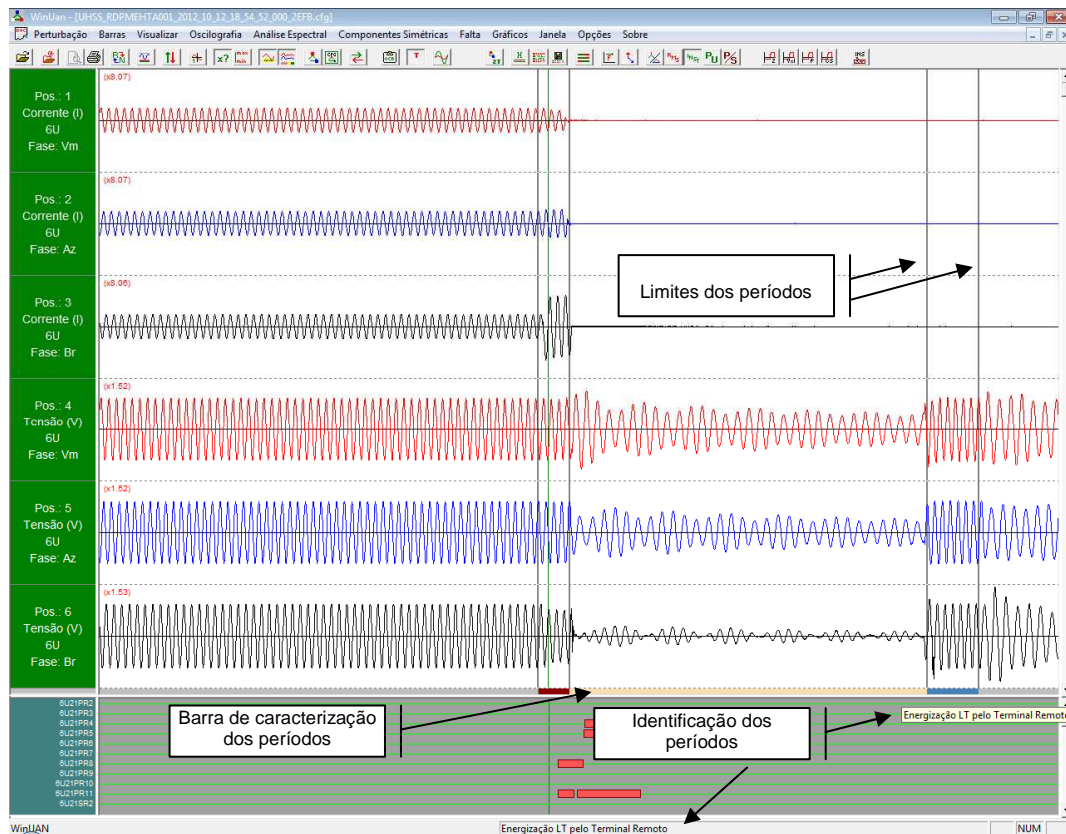 WinUan - [UHSS_RDPMEHTA001_2012_10_12_18_54_52_000_2EFB.cfg]
Perturbação Barras Visualizar Oscilografia Análise Espectral Componentes Simétricas Falta Gráficos Janela Opções Sobre
(x8.07)
Pos.: 1
Corrente (I)
6U
Fase: Vm
(x8.07)
Pos.: 2
Corrente (I)
6U
Fase: Az
(x8.06)
Pos.: 3
Corrente (I)
6U
Fase: Br
Limites dos períodos
(x1.52)
Pos.: 4
Tensão (V)
6U
Fase: Vm
(x1.52)
Pos.: 5
Tensão (V)
6U
Fase: Az
(x1.53)
Pos.: 6
Tensão (V)
6U
Fase: Br
6U21PR2
6U21PR3
6U21PR4
6U21PR5
6U21PR6
6U21PR7
6U21PR8
6U21PR9
6U21PR10
6U21PR11
6U21SR2
Barra de caracterização
dos períodos
Identificação dos
períodos
Energização LT pelo Terminal Remoto
WinUAN
Energização LT pelo Terminal Remoto
NUM